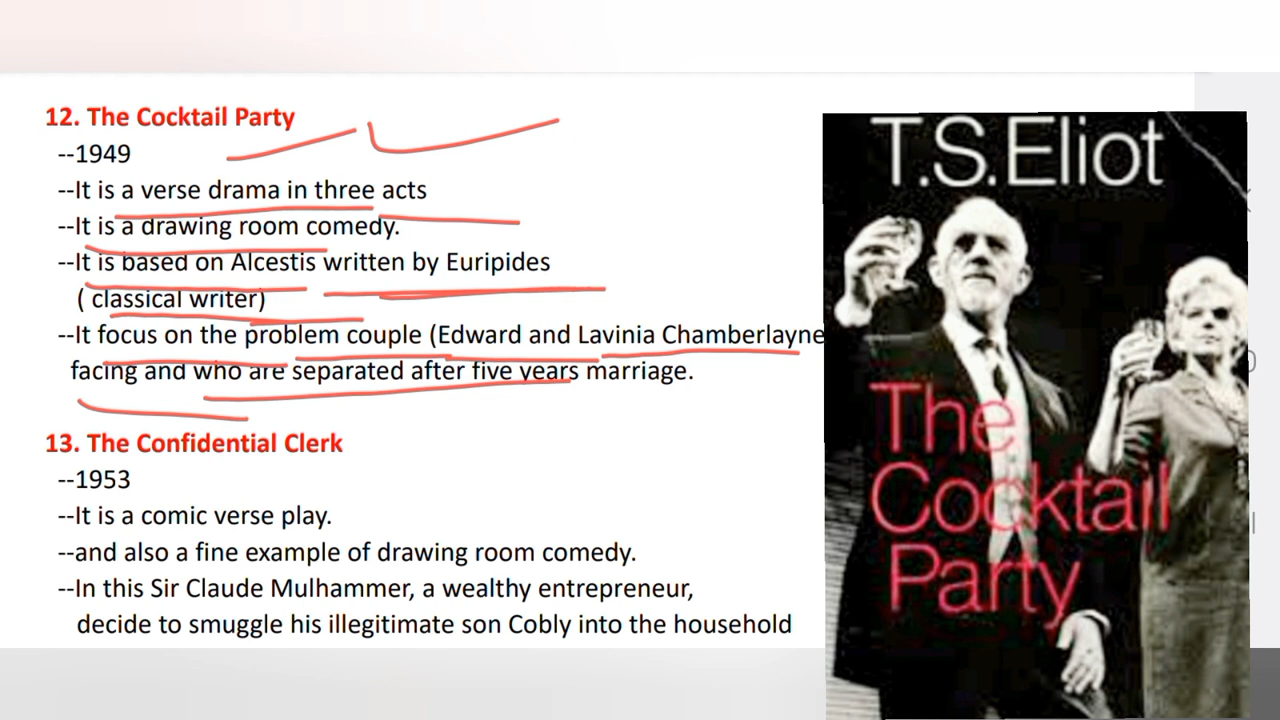 12. The Cocktail Party
--1949
--It is a verse drama in three acts
--It is a drawing room comedy.
--It is based on Alcestis written by Euripides
( classical writer)
--It focus on the problem couple (Edward and Lavinia Chamberlayne
facing and who are separated after five years marriage.
13. The Confidential Clerk
--1953
--It is a comic verse play.
--and also a fine example of drawing room comedy.
--In this Sir Claude Mulhammer, a wealthy entrepreneur,
decide to smuggle his illegitimate son Cobly into the household
T.S.Eliot
The
Cocktail
Party